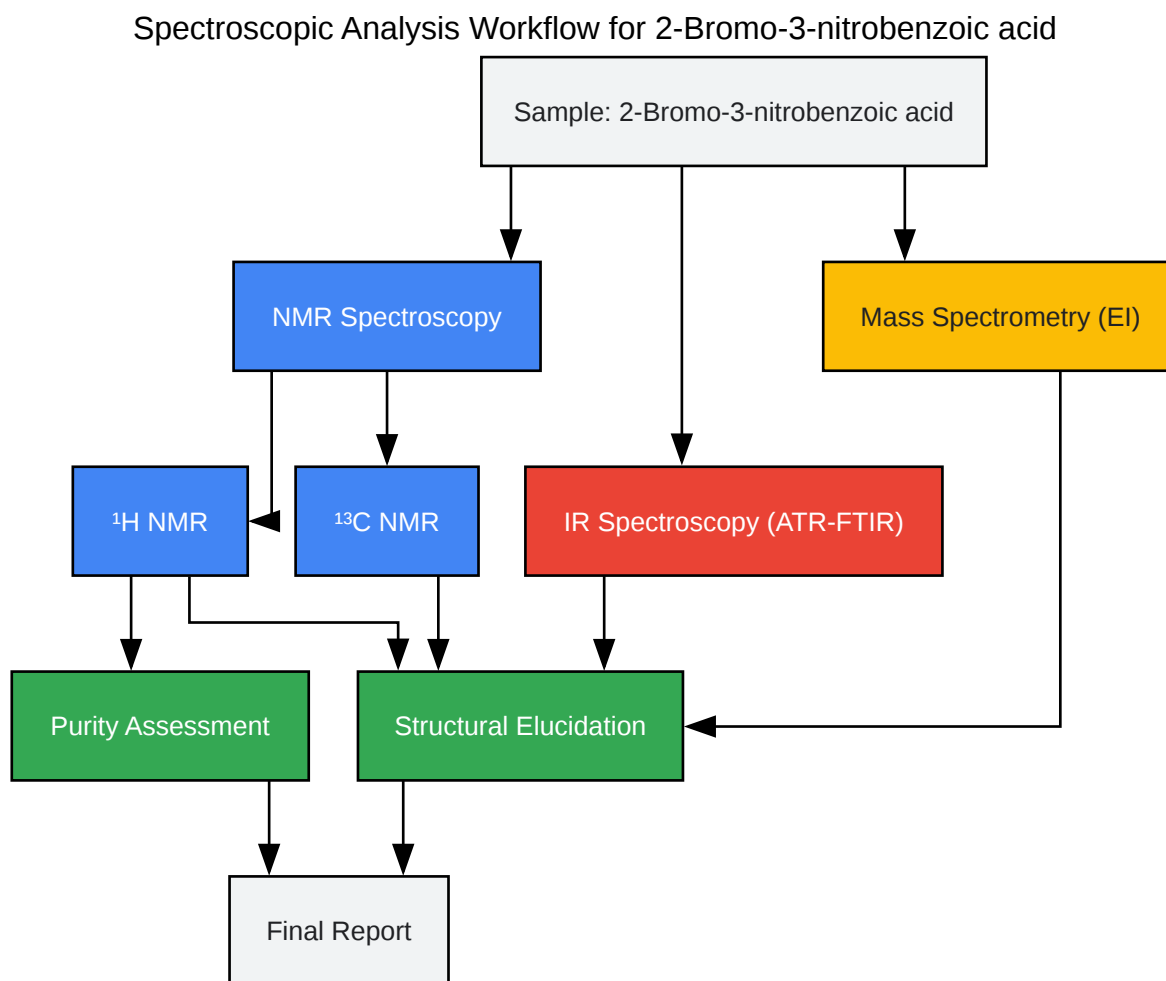 Spectroscopic Analysis Workflow for 2-Bromo-3-nitrobenzoic acid
Sample: 2-Bromo-3-nitrobenzoic acid
NMR Spectroscopy
Mass Spectrometry (EI)
¹H NMR
¹³C NMR
IR Spectroscopy (ATR-FTIR)
Purity Assessment
Structural Elucidation
Final Report